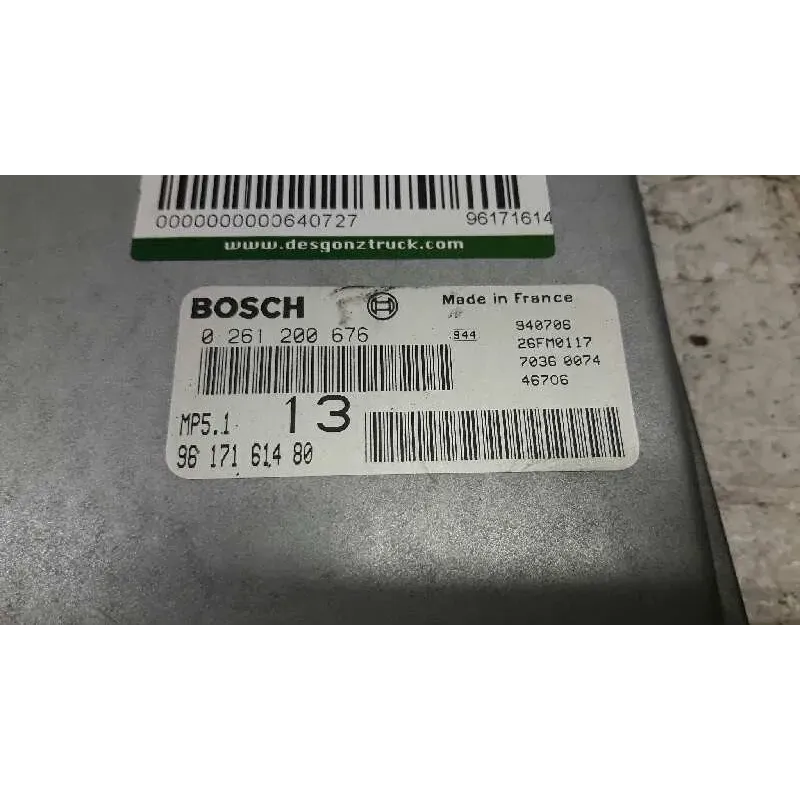 0000000000640727 96171614
www.desgonztruck.com
BOSCH Made in France
0 261 200 676 944 940706
26FM0117
7036 0074
46706
MP5.1 13
96 171 614 80